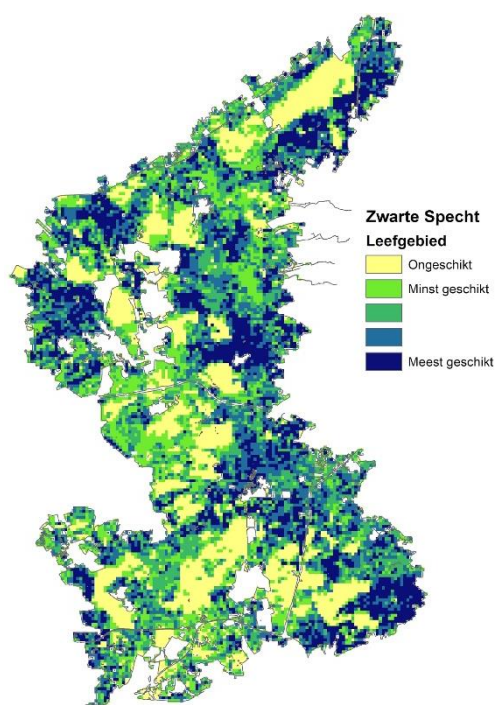 Zwarte Specht
Leefgebied
Ongeschikt
Minst geschikt
Meest geschikt